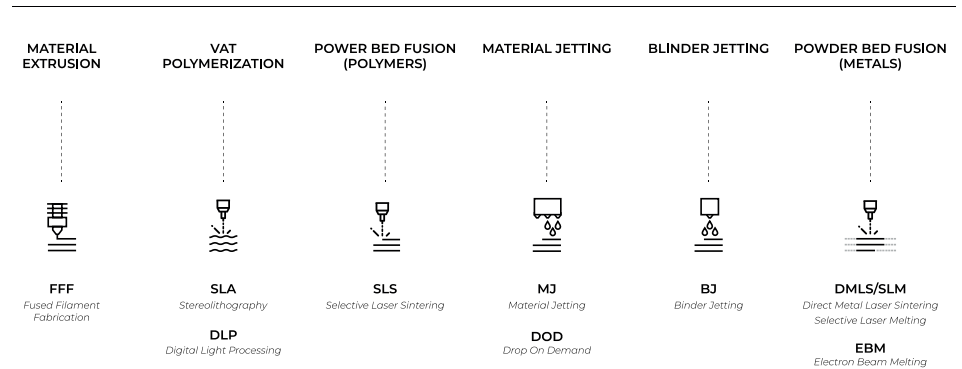 MATERIAL
EXTRUSION
VAT
POLYMERIZATION
POWER BED FUSION
(POLYMERS)
MATERIAL JETTING
BLINDER JETTING
POWDER BED FUSION
(METALS)
FFF
Fused Filament
Fabrication
SLA
Stereolithography
DLP
Digital Light Processing
SLS
Selective Laser Sintering
MJ
Material Jetting
DOD
Drop On Demand
BJ
Binder Jetting
DMLS/SLM
Direct Metal Laser Sintering
Selective Laser Melting
EBM
Electron Beam Melting